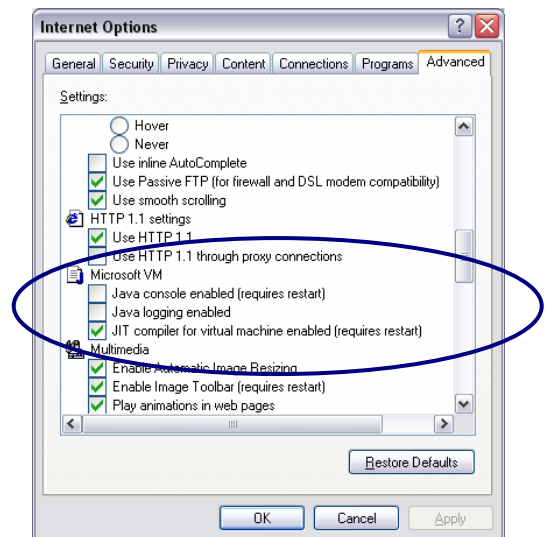 Internet Options
General Security Privacy Content Connections Programs Advanced
Settings:
Hover
Never
Use inline AutoComplete
Use Passive FTP (for firewall and DSL modem compatibility)
Use smooth scrolling
HTTP 1.1 settings
Use HTTP 1.1
Use HTTP 1.1 through proxy connections
Microsoft VM
Java console enabled (requires restart)
Java logging enabled
JIT compiler for virtual machine enabled (requires restart)
Multimedia
Enable Automatic Image Resizing
Enable Image Toolbar (requires restart)
Play animations in web pages
Restore Defaults
OK Cancel Apply